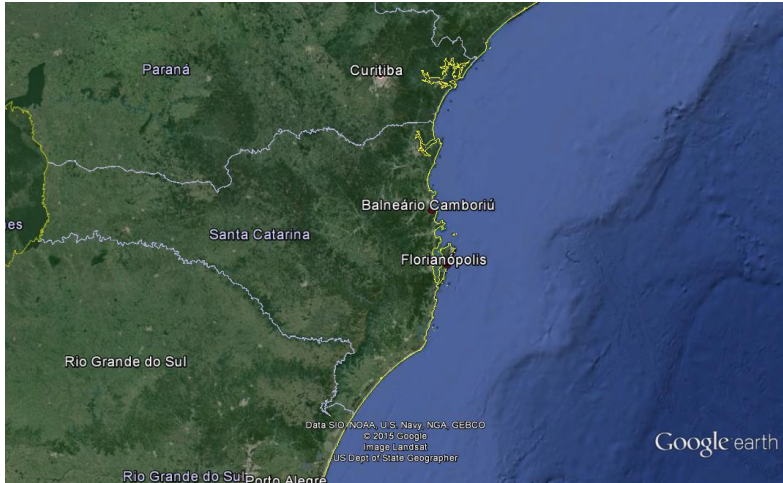 Paraná
Curitiba
Balneário Camboriú
es
Santa Catarina
Florianópolis
Rio Grande do Sul
Data SIO, NOAA, U.S. Navy, NGA, GEBCO
© 2015 Google
Image Landsat
US Dept of State Geographer
Google earth
Rio Grande do Sul
Porto Alegre